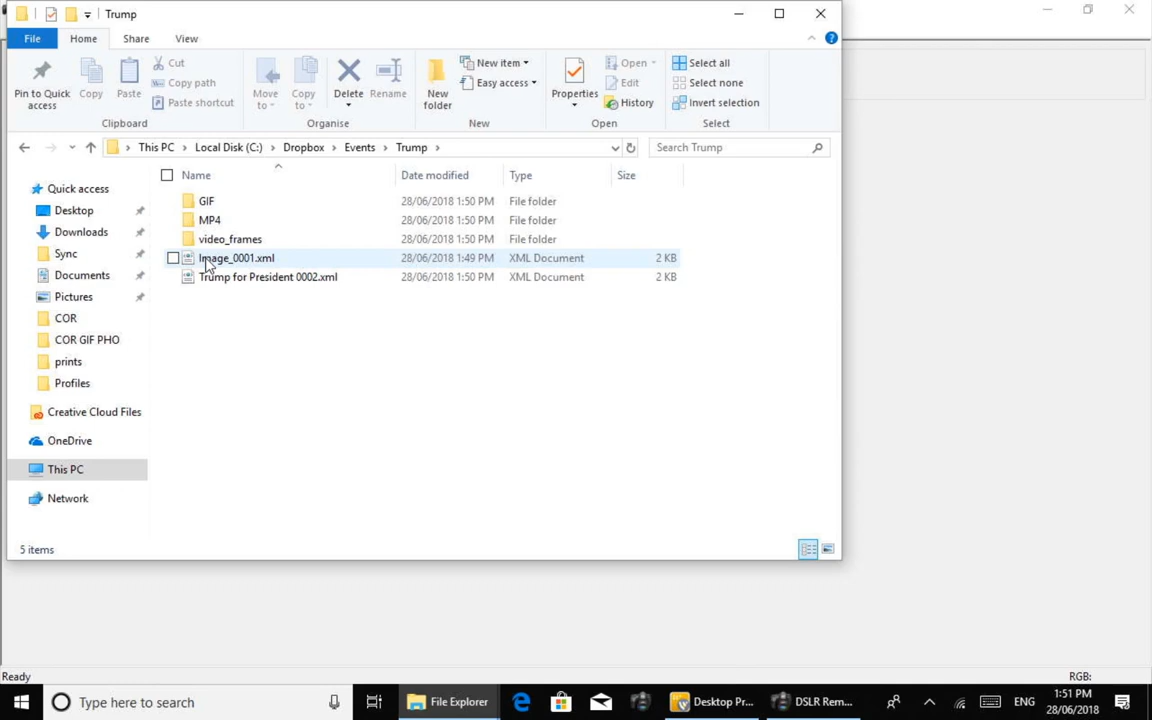 Trump
File Home Share View
Pin to Quick access
Copy
Paste
Cut
Copy path
Paste shortcut
Clipboard
Move to
Copy to
Delete
Rename
Organise
New folder
New item
Easy access
New
Properties
Open
Edit
History
Open
Select all
Select none
Invert selection
Select
This PC Local Disk (C:) Dropbox Events Trump
Search Trump
Name Date modified Type Size
GIF 28/06/2018 1:50 PM File folder
MP4 28/06/2018 1:50 PM File folder
video_frames 28/06/2018 1:50 PM File folder
Image_0001.xml 28/06/2018 1:49 PM XML Document 2 KB
Trump for President 0002.xml 28/06/2018 1:50 PM XML Document 2 KB
Quick access
Desktop
Downloads
Sync
Documents
Pictures
COR
COR GIF PHO
prints
Profiles
Creative Cloud Files
OneDrive
This PC
Network
5 items
Ready
RGB:
Type here to search
File Explorer
Desktop Pr...
DSLR Rem...
ENG
1:51 PM
28/06/2018